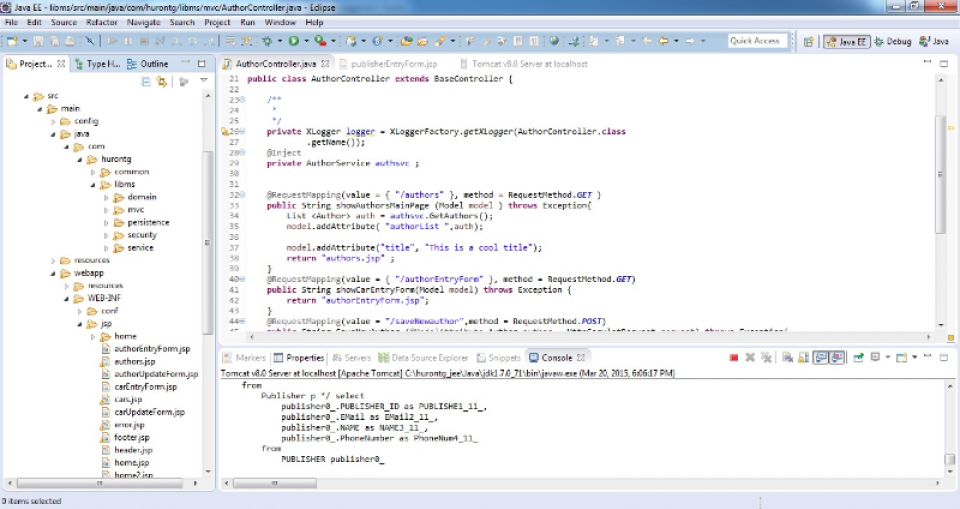 Java EE - libms/src/main/java/com/hurontg/libms/mvc/AuthorController.java - Eclipse
File Edit Source Refactor Navigate Search Project Run Window Help
Quick Access Java EE Debug Java
Project... Type H... Outline
src
main
config
java
com
hurontg
common
libms
domain
mvc
persistence
security
service
resources
webapp
resources
WEB-INF
conf
jsp
home
authorEntryForm.jsp
authors.jsp
authorUpdateForm.jsp
carEntryForm.jsp
cars.jsp
carUpdateForm.jsp
error.jsp
footer.jsp
header.jsp
home.jsp
home2.jsp
AuthorController.java publisherEntryForm.jsp Tomcat v8.0 Server at localhost
21 public class AuthorController extends BaseController {
22
23 /**
24 *
25 */
26 private XLogger logger = XLoggerFactory.getXLogger(AuthorController.class
27 .getName());
28 @Inject
29 private AuthorService authsvc ;
30
31
32 @RequestMapping(value = { "/authors" }, method = RequestMethod.GET )
33 public String showAuthorsMainPage (Model model ) throws Exception{
34 List <Author> auth = authsvc.GetAuthors();
35 model.addAttribute( "authorList ",auth);
36
37 model.addAttribute("title", "This is a cool title");
38 return "authors.jsp" ;
39 }
40 @RequestMapping(value = { "/authorEntryForm" }, method = RequestMethod.GET)
41 public String showCarEntryForm(Model model) throws Exception {
42 return "authorEntryForm.jsp";
43 }
44 @RequestMapping(value = "/saveNewauthor",method = RequestMethod.POST)
Markers Properties Servers Data Source Explorer Snippets Console
Tomcat v8.0 Server at localhost [Apache Tomcat] C:\hurontg_jee\Java\jdk1.7.0_71\bin\javaw.exe (Mar 20, 2015, 6:06:17 PM)
from
Publisher p */ select
publisher0_.PUBLISHER_ID as PUBLISHE1_11_,
publisher0_.EMail as EMail2_11_,
publisher0_.NAME as NAME3_11_,
publisher0_.PhoneNumber as PhoneNum4_11_
from
PUBLISHER publisher0_
0 items selected